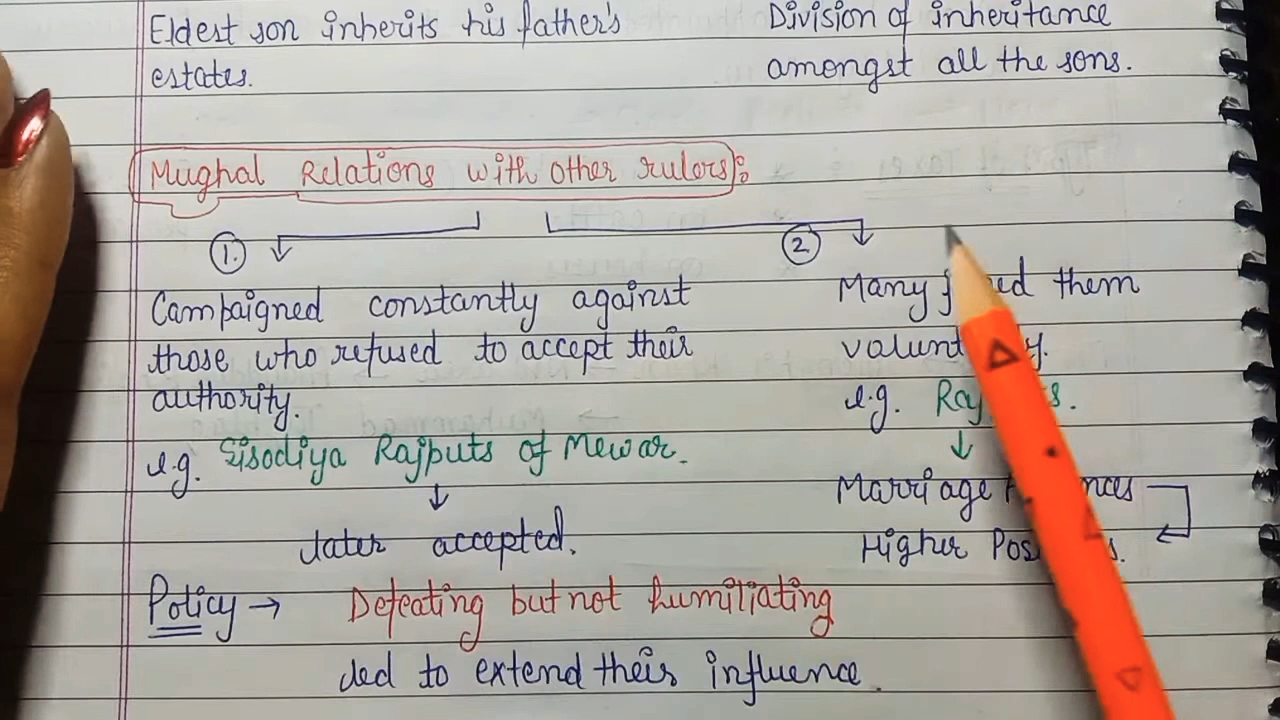 Eldest son inherits his father's
estates.
Division of inheritance
amongst all the sons.
Mughal Relations with other rulers:
1.
Campaigned constantly against
those who refused to accept their
authority.
e.g. Sisodiya Rajputs of Mewar.
later accepted.
2
Many them
e.g.
Marriage
Higher
Policy → Defeating but not humiliating
led to extend their influence.